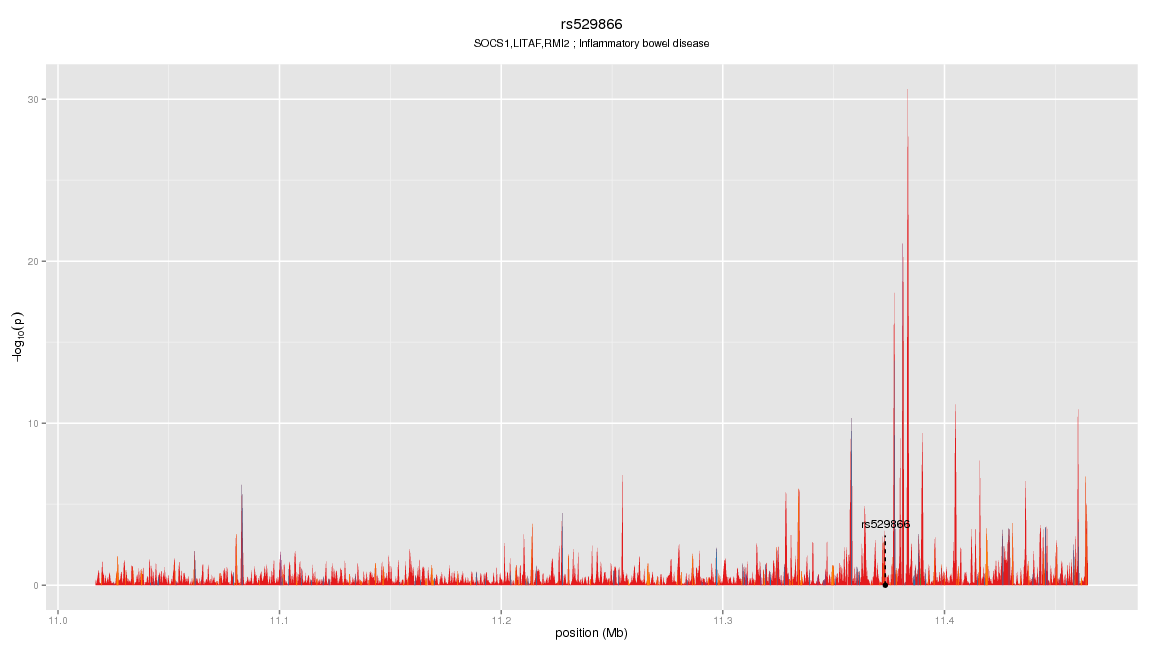 rs529866
SOCS1,LITAF,RMI2 ; Inflammatory bowel disease
30
20
10
0
-log10(p)
rs529866
11.0 11.1 11.2 11.3 11.4
position (Mb)